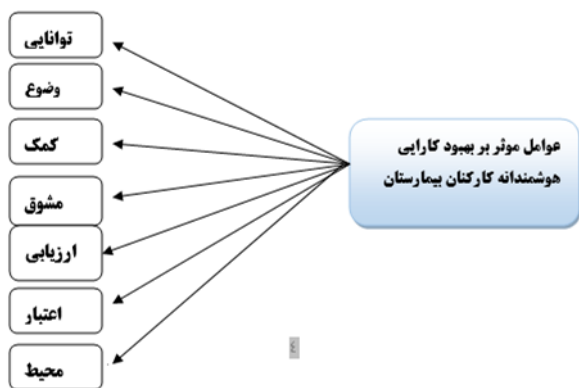 عوامل موثر بر بهبود کارایی
هوشمندانه کارکنان بیمارستان
توانایی
وضوع
کمک
مشوق
ارزیابی
اعتبار
محیط